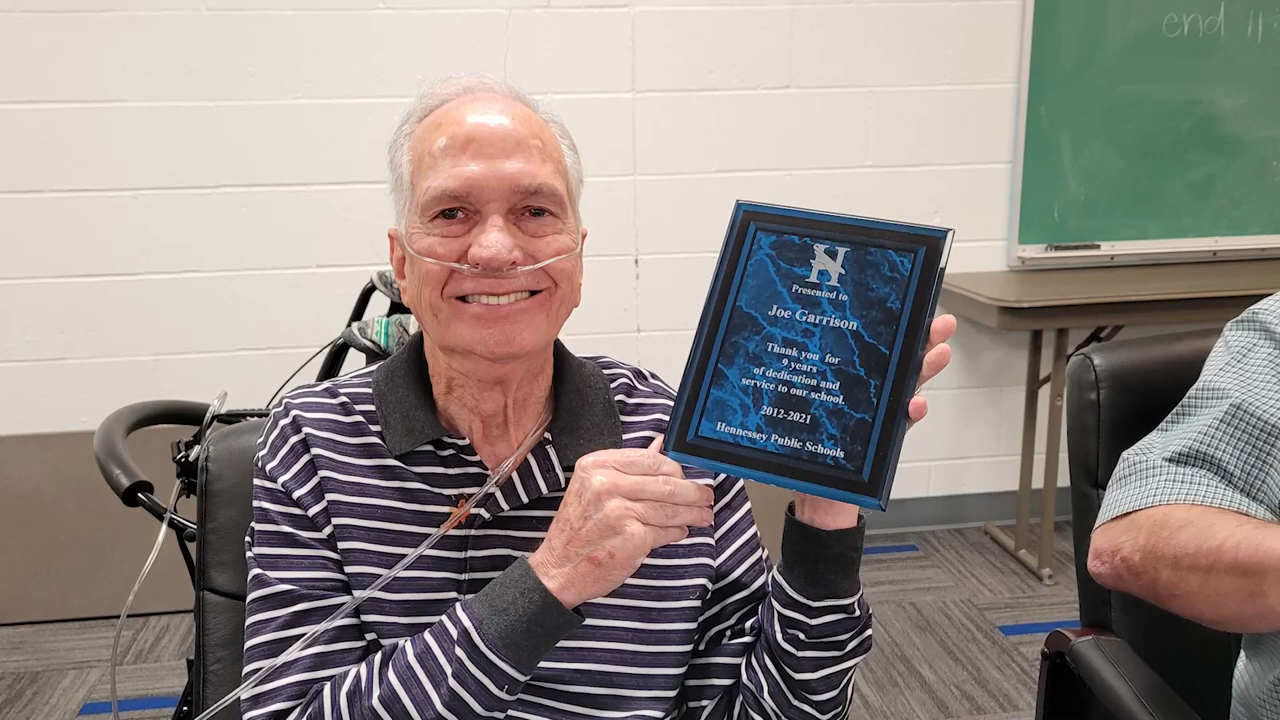 end 11:
H
Presented to
Joe Garrison
Thank you for
9 years
of dedication and
service to our school.
2012-2021
Hennessey Public Schools